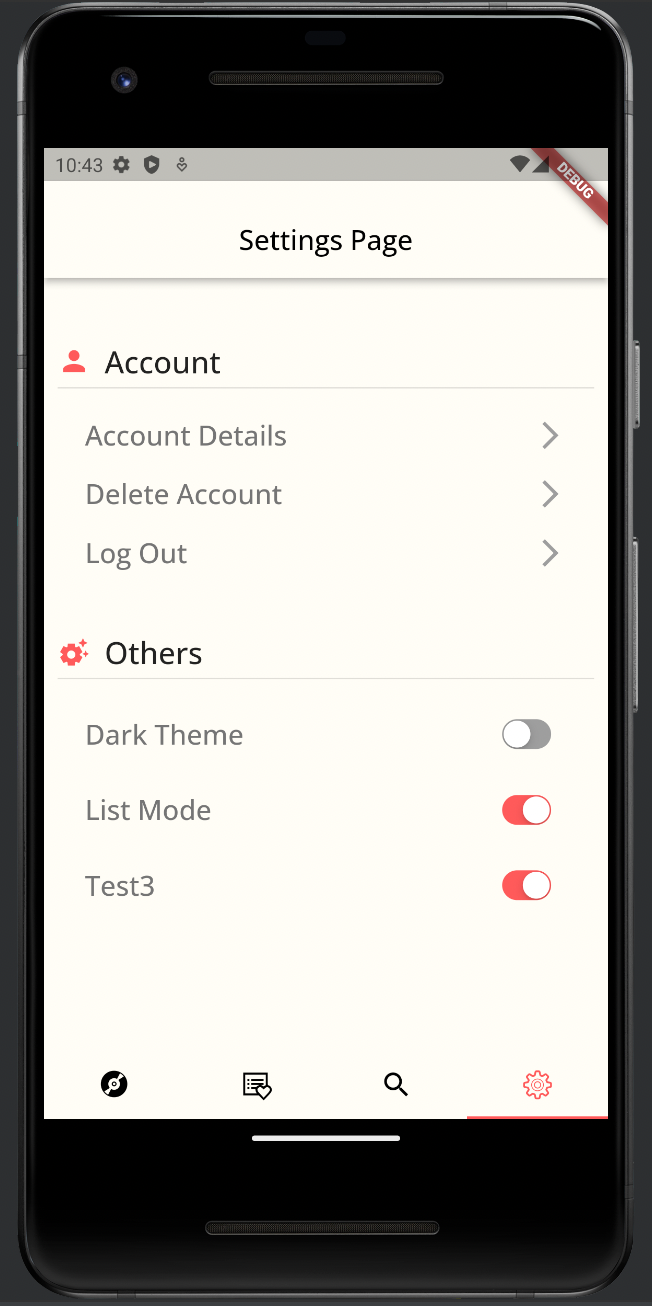 10:43
DEBUG
Settings Page
Account
Account Details
Delete Account
Log Out
Others
Dark Theme
List Mode
Test3